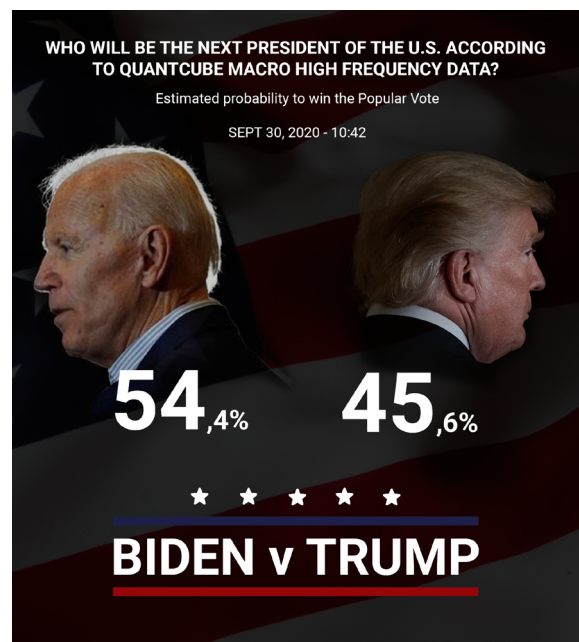 WHO WILL BE THE NEXT PRESIDENT OF THE U.S. ACCORDING
TO QUANTCUBE MACRO HIGH FREQUENCY DATA?
Estimated probability to win the Popular Vote
SEPT 30, 2020 - 10:42
54,4% 45,6%
BIDEN v TRUMP